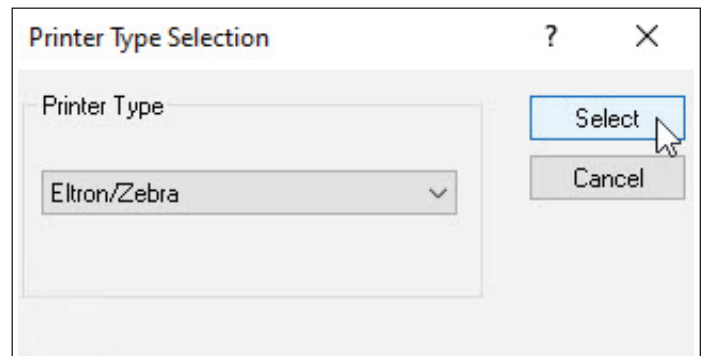 Printer Type Selection
?
Printer Type
Select
Eltron/Zebra
Cancel